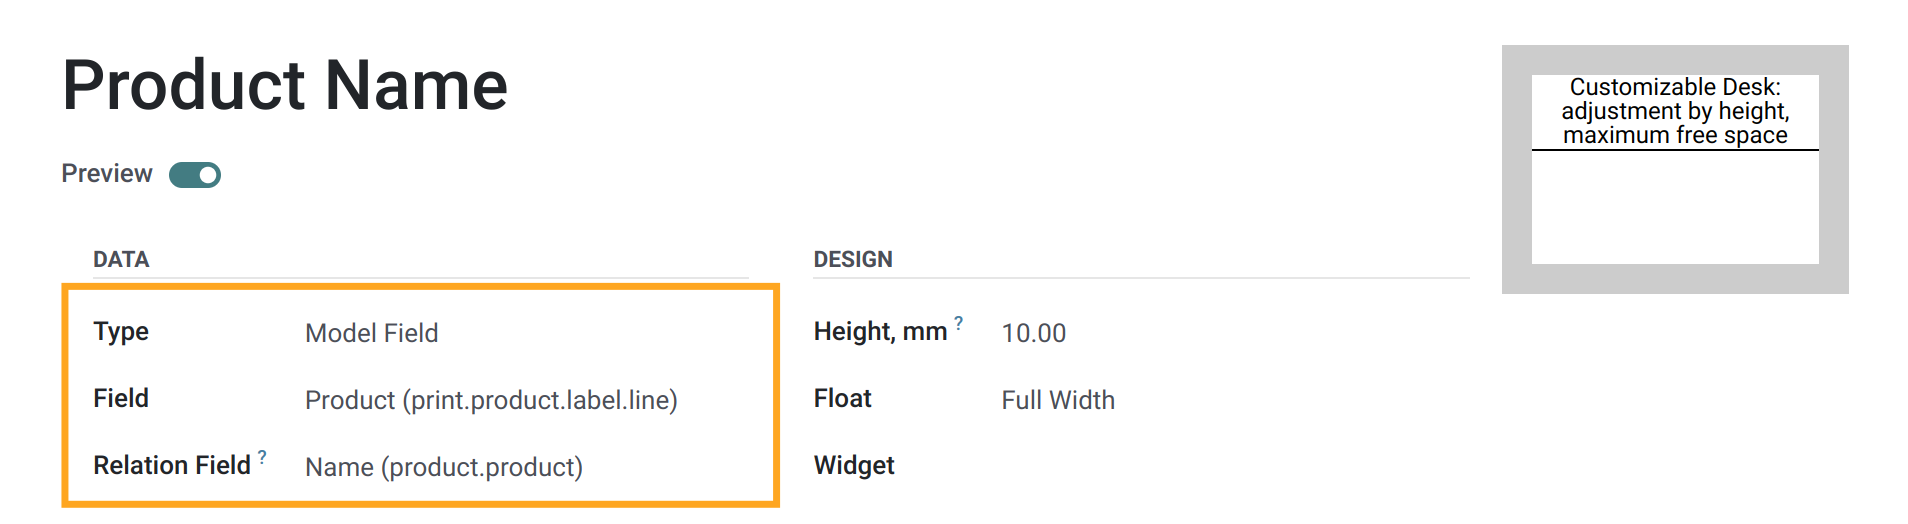 Product Name
Preview
DATA
Type Model Field
Field Product (print.product.label.line)
Relation Field ? Name (product.product)
DESIGN
Height, mm ? 10.00
Float Full Width
Widget
Customizable Desk:
adjustment by height,
maximum free space